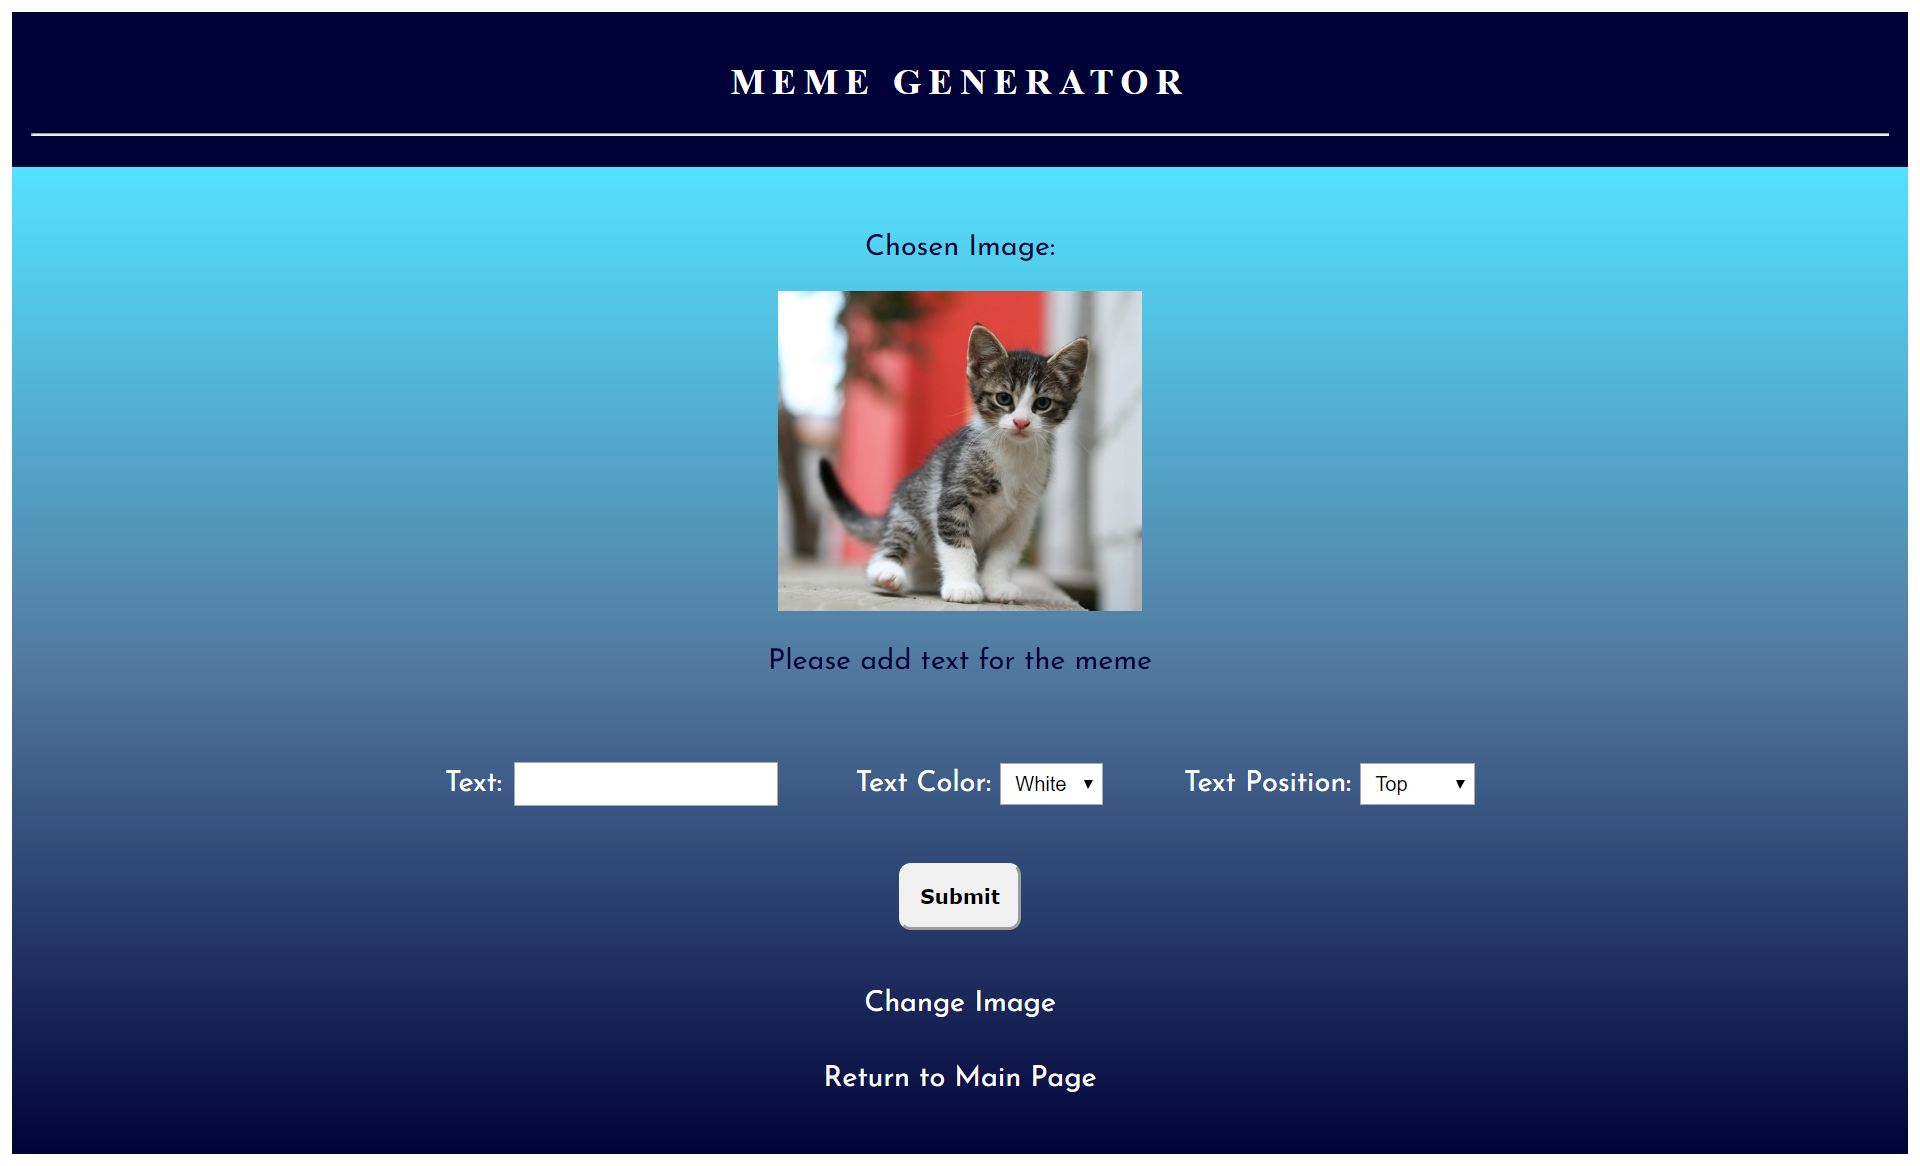 MEME GENERATOR
Chosen Image:
Please add text for the meme
Text: Text Color: White Text Position: Top
Submit
Change Image
Return to Main Page